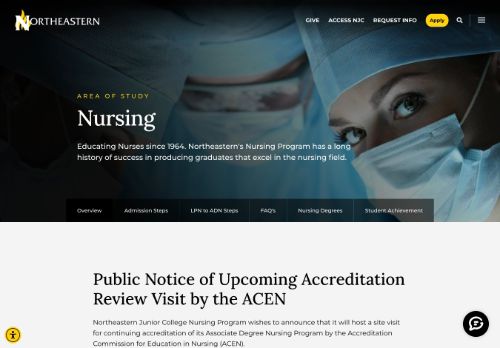 NORTHEASTERN
GIVE ACCESS NJC REQUEST INFO Apply
AREA OF STUDY
Nursing
Educating Nurses since 1964. Northeastern's Nursing Program has a long
history of success in producing graduates that excel in the nursing field.
Overview Admission Steps LPN to ADN Steps FAQ's Nursing Degrees Student Achievement
Public Notice of Upcoming Accreditation
Review Visit by the ACEN
Northeastern Junior College Nursing Program wishes to announce that it will host a site visit
for continuing accreditation of its Associate Degree Nursing Program by the Accreditation
Commission for Education in Nursing (ACEN).